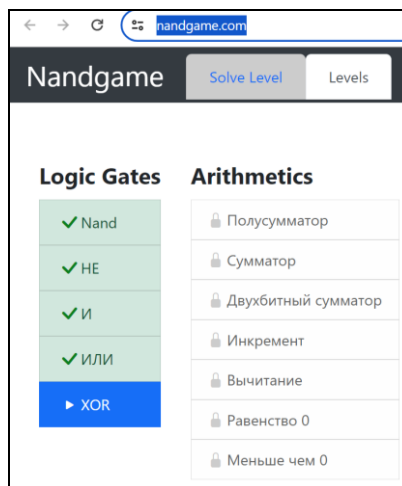 nandgame.com
Nandgame
Solve Level
Levels
Logic Gates
Nand
НЕ
И
ИЛИ
XOR
Arithmetics
Полусумматор
Сумматор
Двухбитный сумматор
Инкремент
Вычитание
Равенство 0
Меньше чем 0